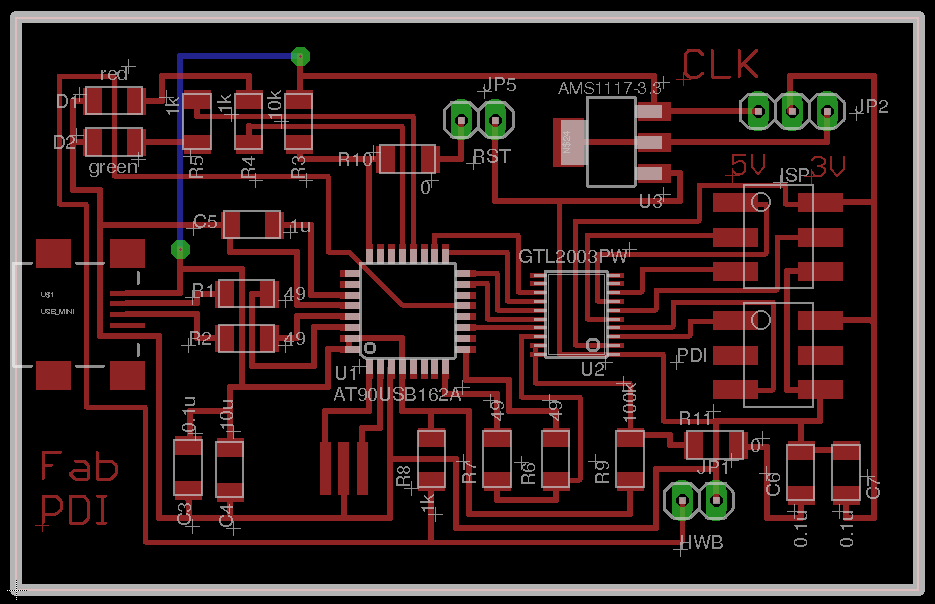 CLK
red
JP5
AMS1117-3.3
D1
1k
1k
10k
JP2
N$24
D2
R10
RST
green
R5
R4
R3
5V
3V
ISP
0
U3
C5
1u
GTL2003PW
U$1
R1
49
USB_MINI
R2
49
PDI
U1
U2
AT90USB162A
0.1u
10u
49
49
100k
R11
0
Fab
PDI
R8
R7
R6
R9
JP1
C6
C7
1k
C3
C4
HWB
0.1u
0.1u